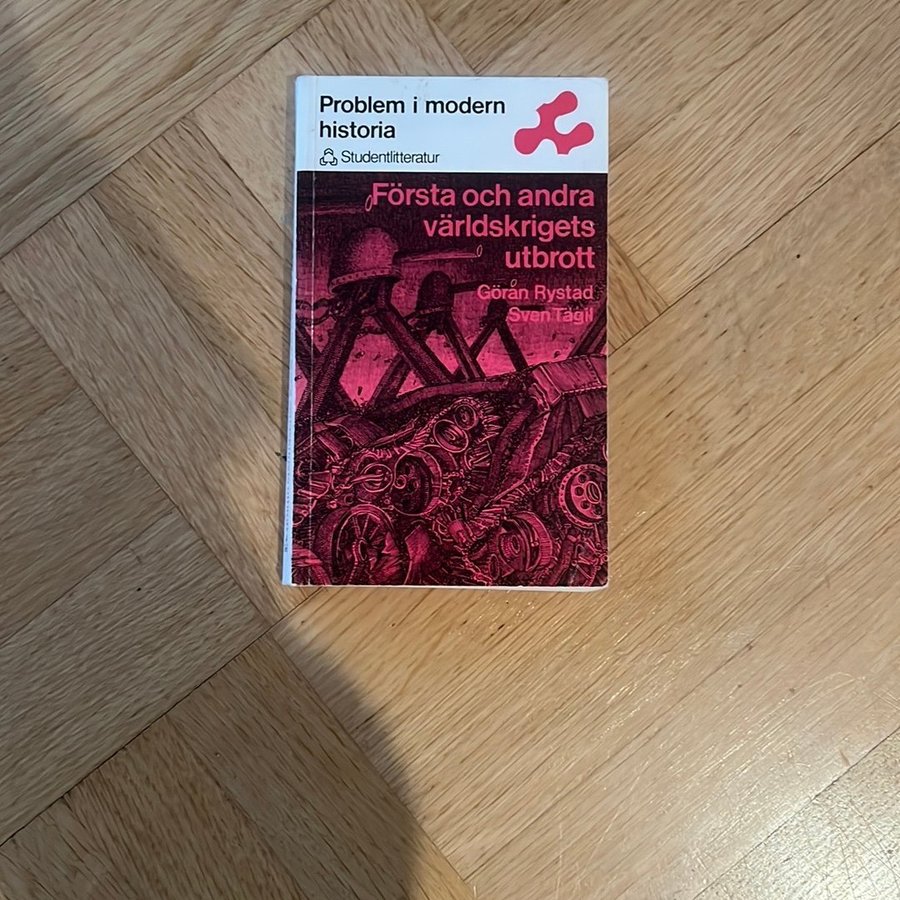 Problem i modern
historia
Studentlitteratur
Första och andra
världskrigets
utbrott
Göran Rystad
Sven Tägil